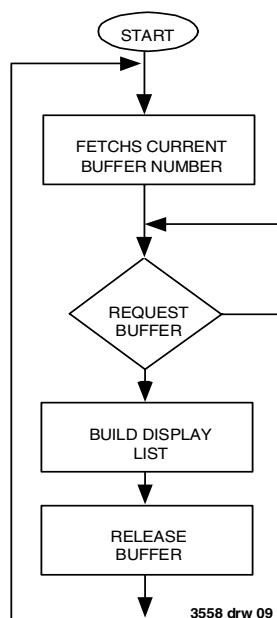 START
FETCHS CURRENT
BUFFER NUMBER
REQUEST
BUFFER
BUILD DISPLAY
LIST
RELEASE
BUFFER
3558 drw 09